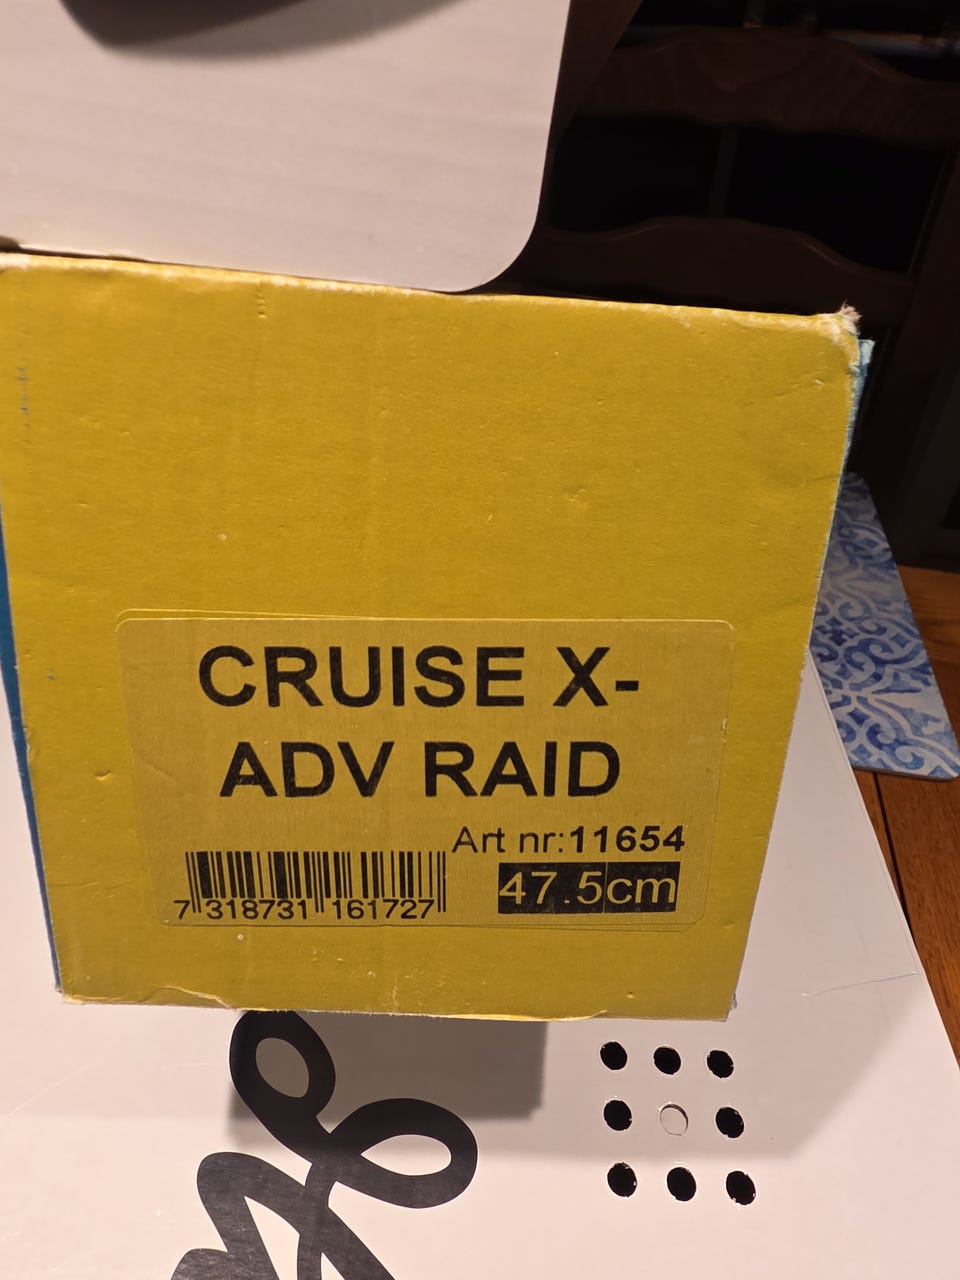 CRUISE X-
ADV RAID
Art nr:11654
47.5cm
7 318731 161727